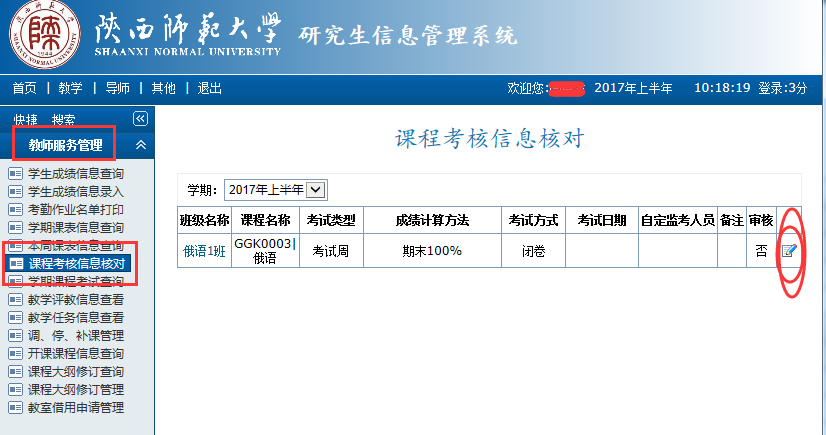 陕西师范大学
SHAANXI NORMAL UNIVERSITY
研究生信息管理系统
1944
首页 | 教学 | 导师 | 其他 | 退出
欢迎您: 2017年上半年 10:18:19 登录:3分
快捷 搜索
教师服务管理
学生成绩信息查询
学生成绩信息录入
考勤作业名单打印
学期课表信息查询
本周课表信息查询
课程考核信息核对
学期课程考试查询
教学评教信息查看
教学任务信息查看
调、停、补课管理
开课课程信息查询
课程大纲修订查询
课程大纲修订管理
教室借用申请管理
课程考核信息核对
学期: 2017年上半年
班级名称 课程名称 考试类型 成绩计算方法 考试方式 考试日期 自定监考人员 备注 审核
俄语1班 GGK0003| 考试周 期末100% 闭卷 否
俄语